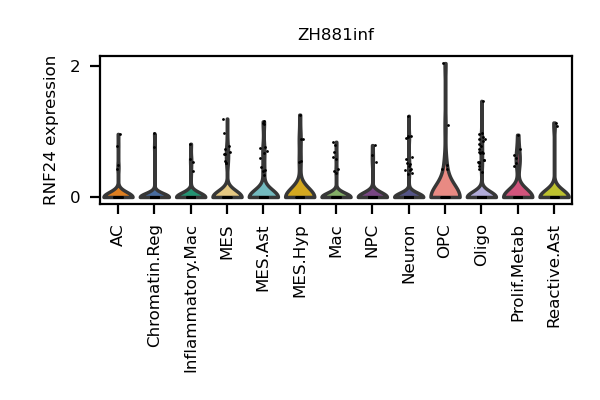 ZH881inf
RNF24 expression
2
0
AC
Chromatin.Reg
Inflammatory.Mac
MES
MES.Ast
MES.Hyp
Mac
NPC
Neuron
OPC
Oligo
Prolif.Metab
Reactive.Ast